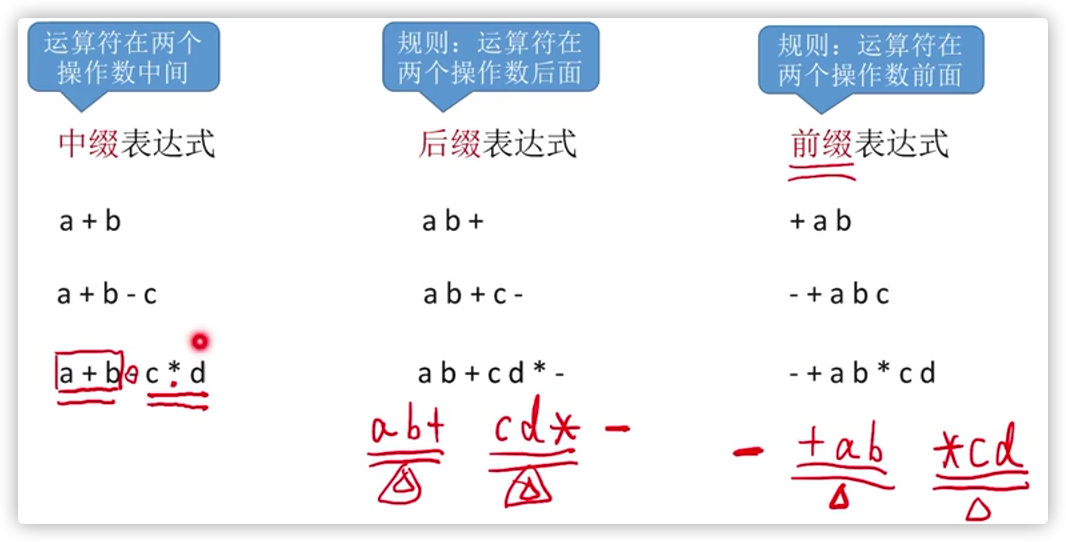 运算符在两个
操作数中间
规则：运算符在
两个操作数后面
规则：运算符在
两个操作数前面
中缀表达式
后缀表达式
前缀表达式
a + b
a b +
+ a b
a + b - c
a b + c -
- + a b c
a + b - c * d
a b + c d * -
- + a b * c d
ab+ cd* -
- +ab *cd